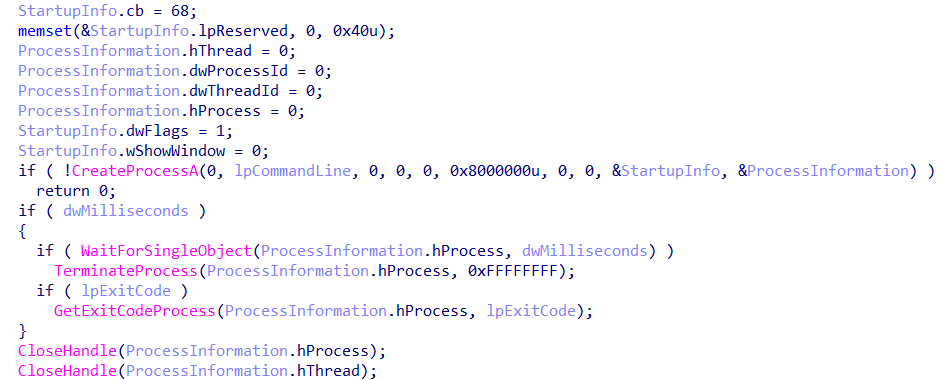 StartupInfo.cb = 68;
memset(&StartupInfo.lpReserved, 0, 0x40u);
ProcessInformation.hThread = 0;
ProcessInformation.dwProcessId = 0;
ProcessInformation.dwThreadId = 0;
ProcessInformation.hProcess = 0;
StartupInfo.dwFlags = 1;
StartupInfo.wShowWindow = 0;
if ( !CreateProcessA(0, lpCommandLine, 0, 0, 0, 0x8000000u, 0, 0, &StartupInfo, &ProcessInformation) )
  return 0;
if ( dwMilliseconds )
{
  if ( WaitForSingleObject(ProcessInformation.hProcess, dwMilliseconds) )
    TerminateProcess(ProcessInformation.hProcess, 0xFFFFFFFF);
  if ( lpExitCode )
    GetExitCodeProcess(ProcessInformation.hProcess, lpExitCode);
}
CloseHandle(ProcessInformation.hProcess);
CloseHandle(ProcessInformation.hThread);